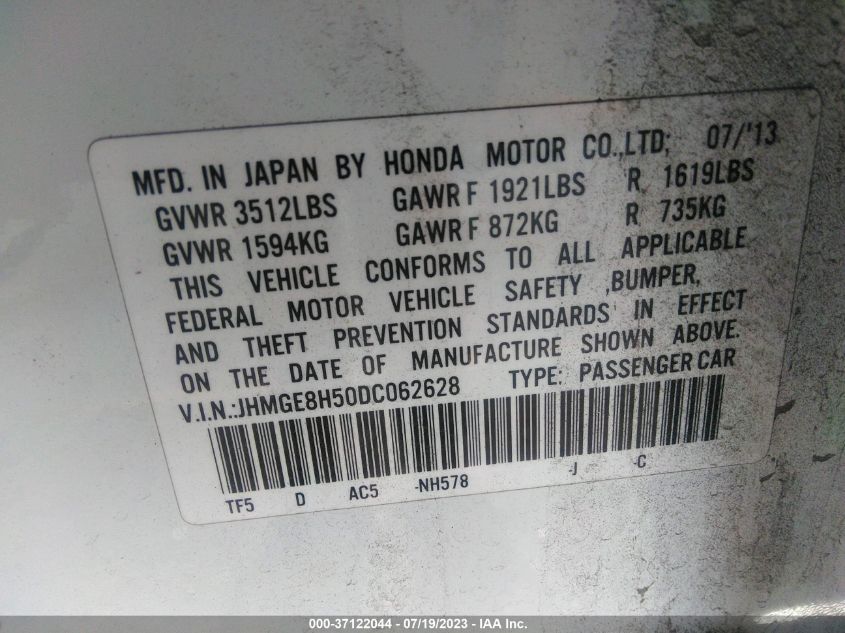 MFD. IN JAPAN BY HONDA MOTOR CO.,LTD; 07/'13
GVWR 3512LBS GAWR F 1921LBS R 1619LBS
GVWR 1594KG GAWR F 872KG R 735KG
THIS VEHICLE CONFORMS TO ALL APPLICABLE
FEDERAL MOTOR VEHICLE SAFETY ,BUMPER,
AND THEFT PREVENTION STANDARDS IN EFFECT
ON THE DATE OF MANUFACTURE SHOWN ABOVE.
V.I.N.:JHMGE8H50DC062628 TYPE: PASSENGER CAR
TF5 D AC5 -NH578 -J -C
000-37122044 - 07/19/2023 - IAA Inc.